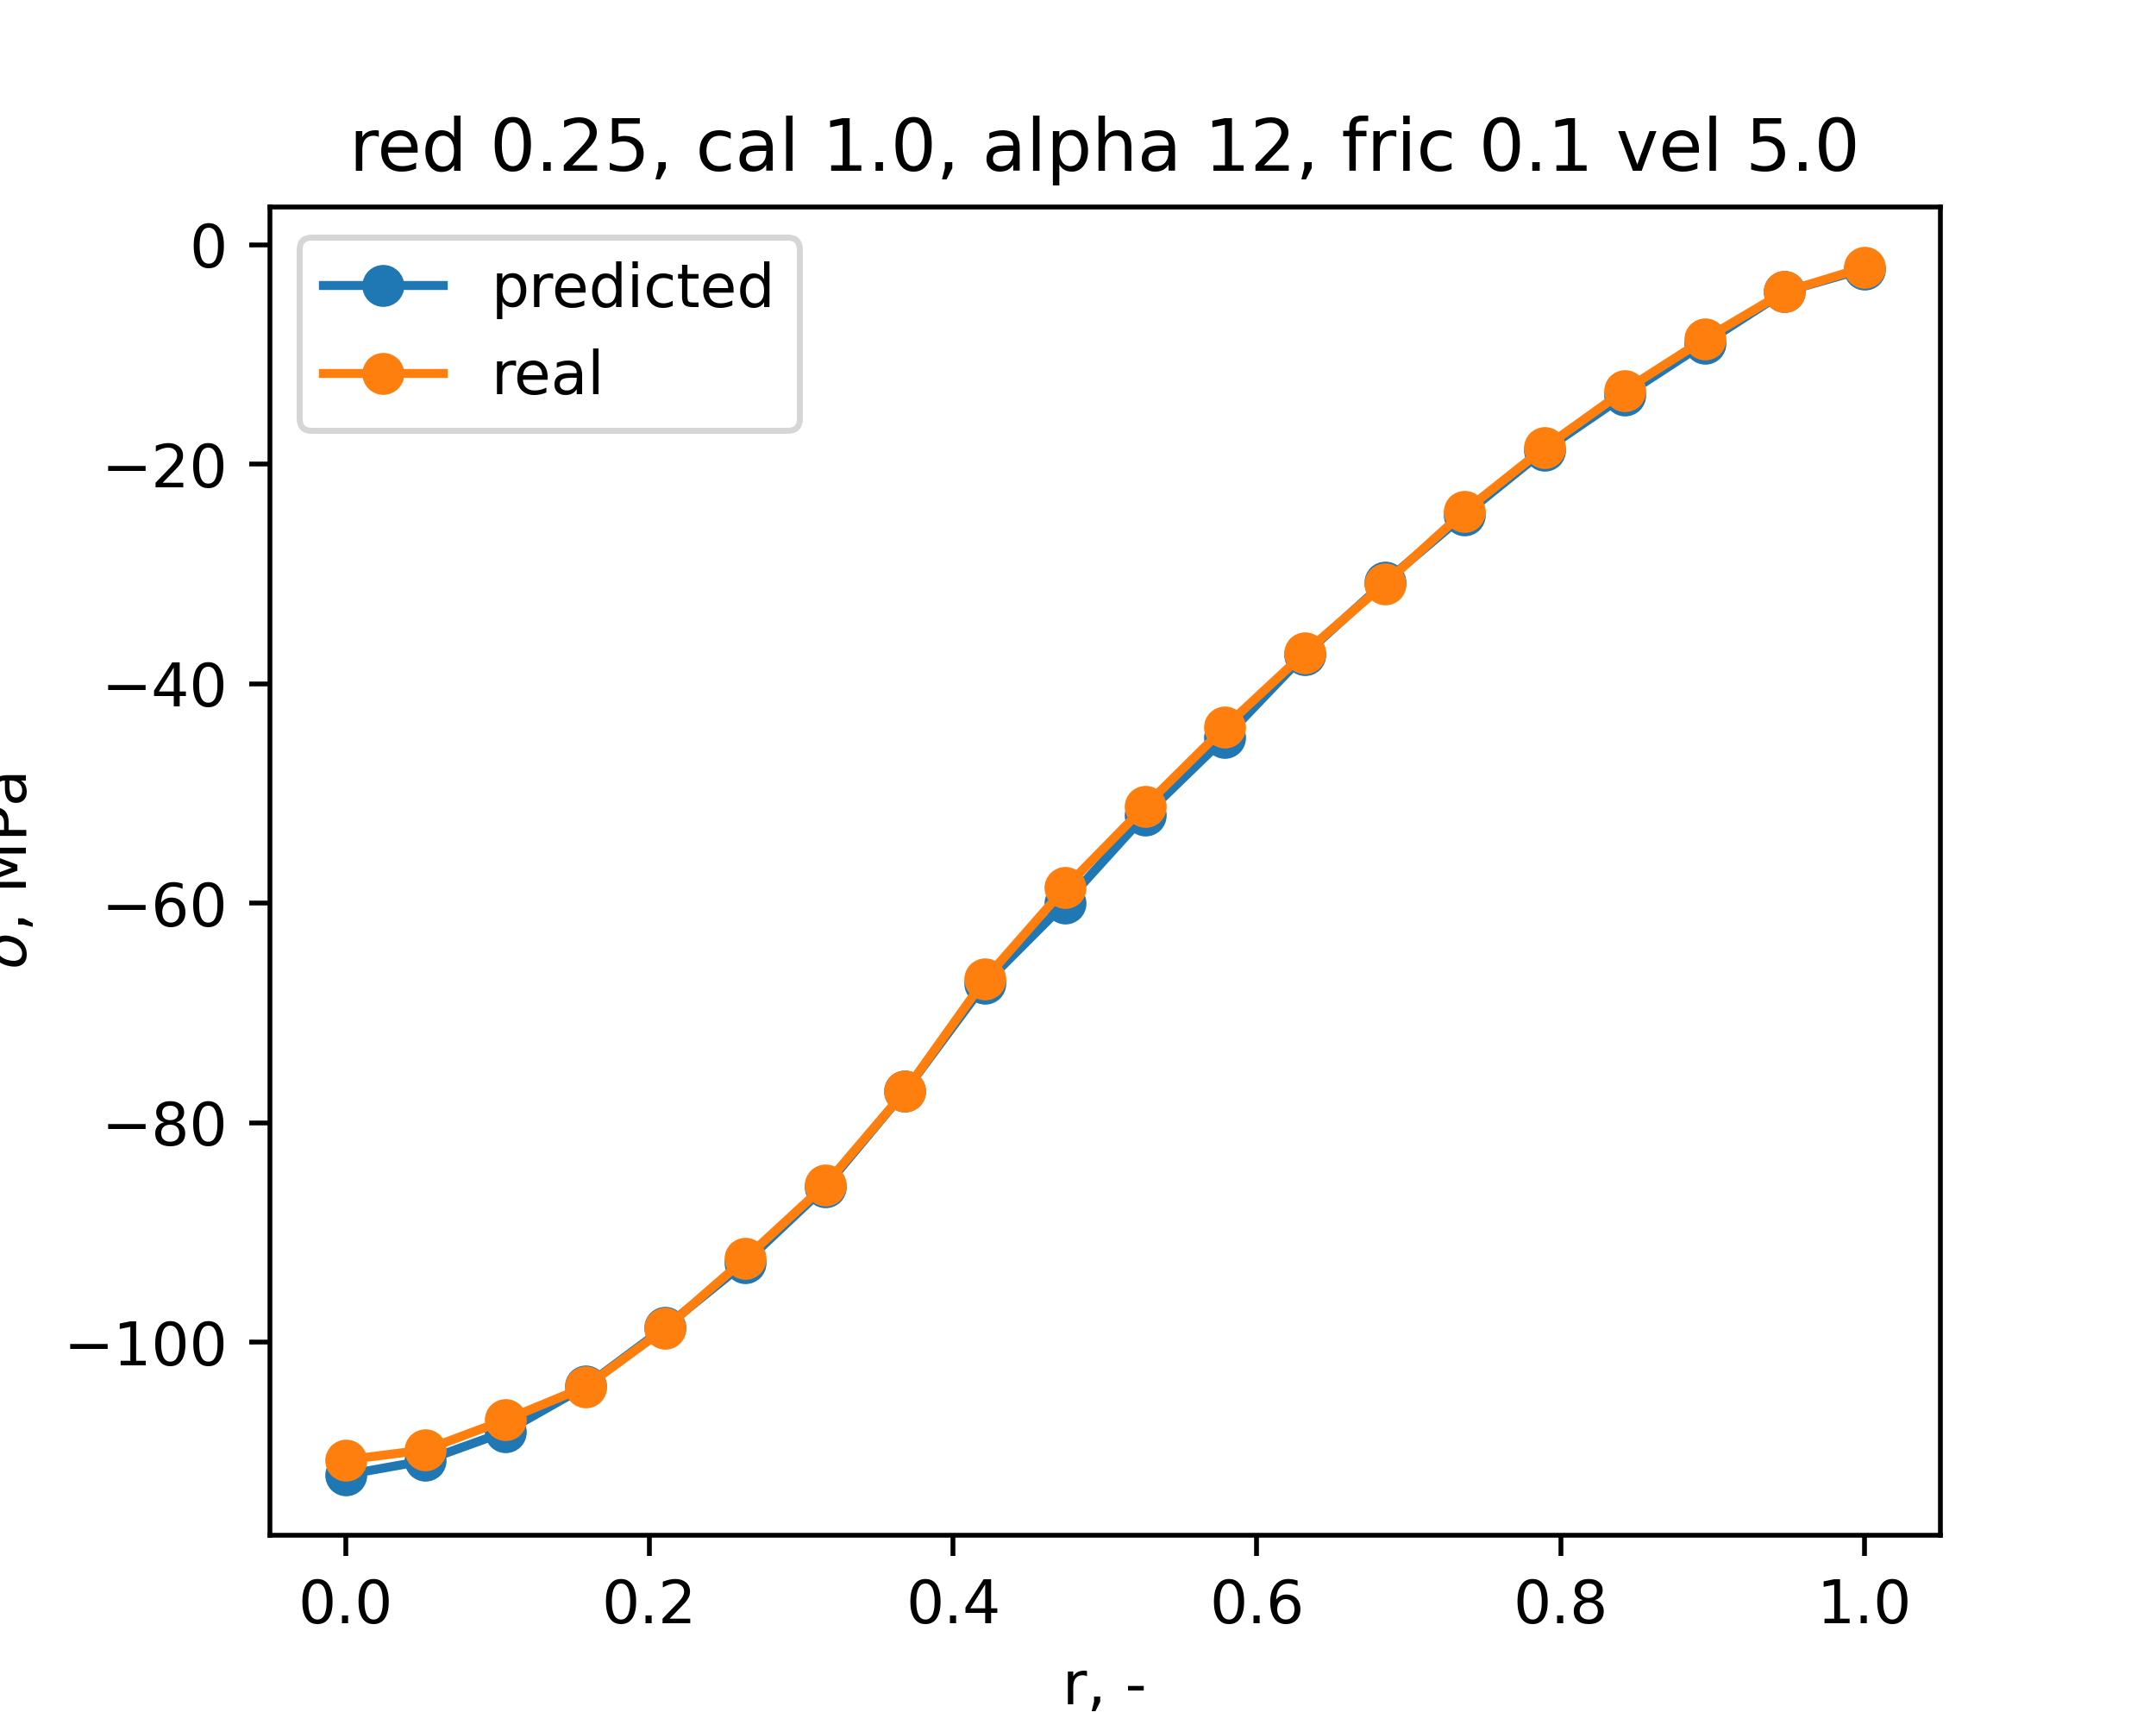 red 0.25, cal 1.0, alpha 12, fric 0.1 vel 5.0
predicted
real
0
−20
−40
−60
−80
−100
σ, MPa
0.0 0.2 0.4 0.6 0.8 1.0
r, -